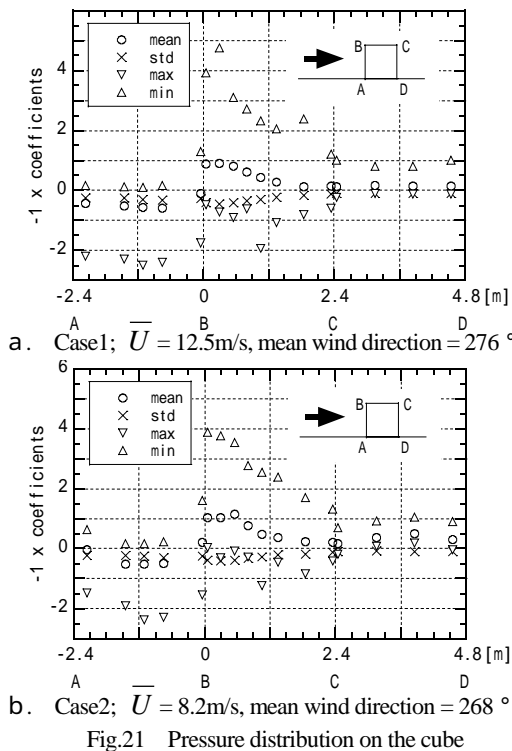 -1 x coefficients
4
2
0
-2
mean
std
max
min
B C
A D
-2.4 0 2.4 4.8[m]
A B C D
a. Case1; U = 12.5m/s, mean wind direction = 276 °
6
-1 x coefficients
4
2
0
-2
mean
std
max
min
B C
A D
-2.4 0 2.4 4.8[m]
A B C D
b. Case2; U = 8.2m/s, mean wind direction = 268 °
Fig.21 Pressure distribution on the cube